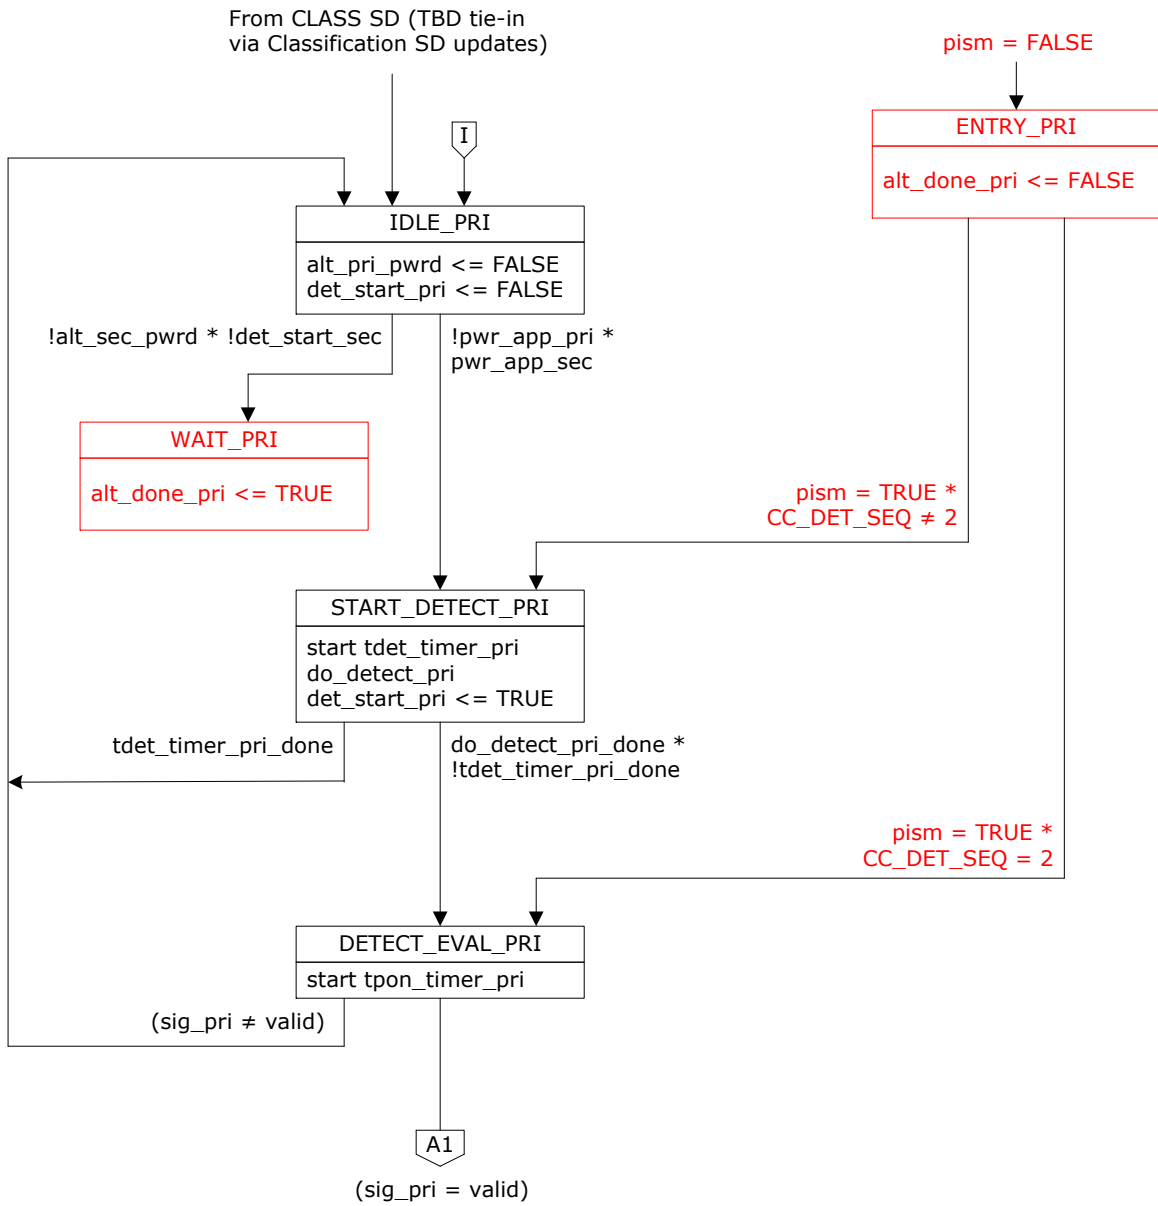 From CLASS SD (TBD tie-in
via Classification SD updates)
pism = FALSE
I
ENTRY_PRI
alt_done_pri <= FALSE
IDLE_PRI
alt_pri_pwrd <= FALSE
det_start_pri <= FALSE
!alt_sec_pwrd * !det_start_sec
!pwr_app_pri *
pwr_app_sec
WAIT_PRI
alt_done_pri <= TRUE
pism = TRUE *
CC_DET_SEQ ≠ 2
START_DETECT_PRI
start tdet_timer_pri
do_detect_pri
det_start_pri <= TRUE
tdet_timer_pri_done
do_detect_pri_done *
!tdet_timer_pri_done
pism = TRUE *
CC_DET_SEQ = 2
DETECT_EVAL_PRI
start tpon_timer_pri
(sig_pri ≠ valid)
A1
(sig_pri = valid)